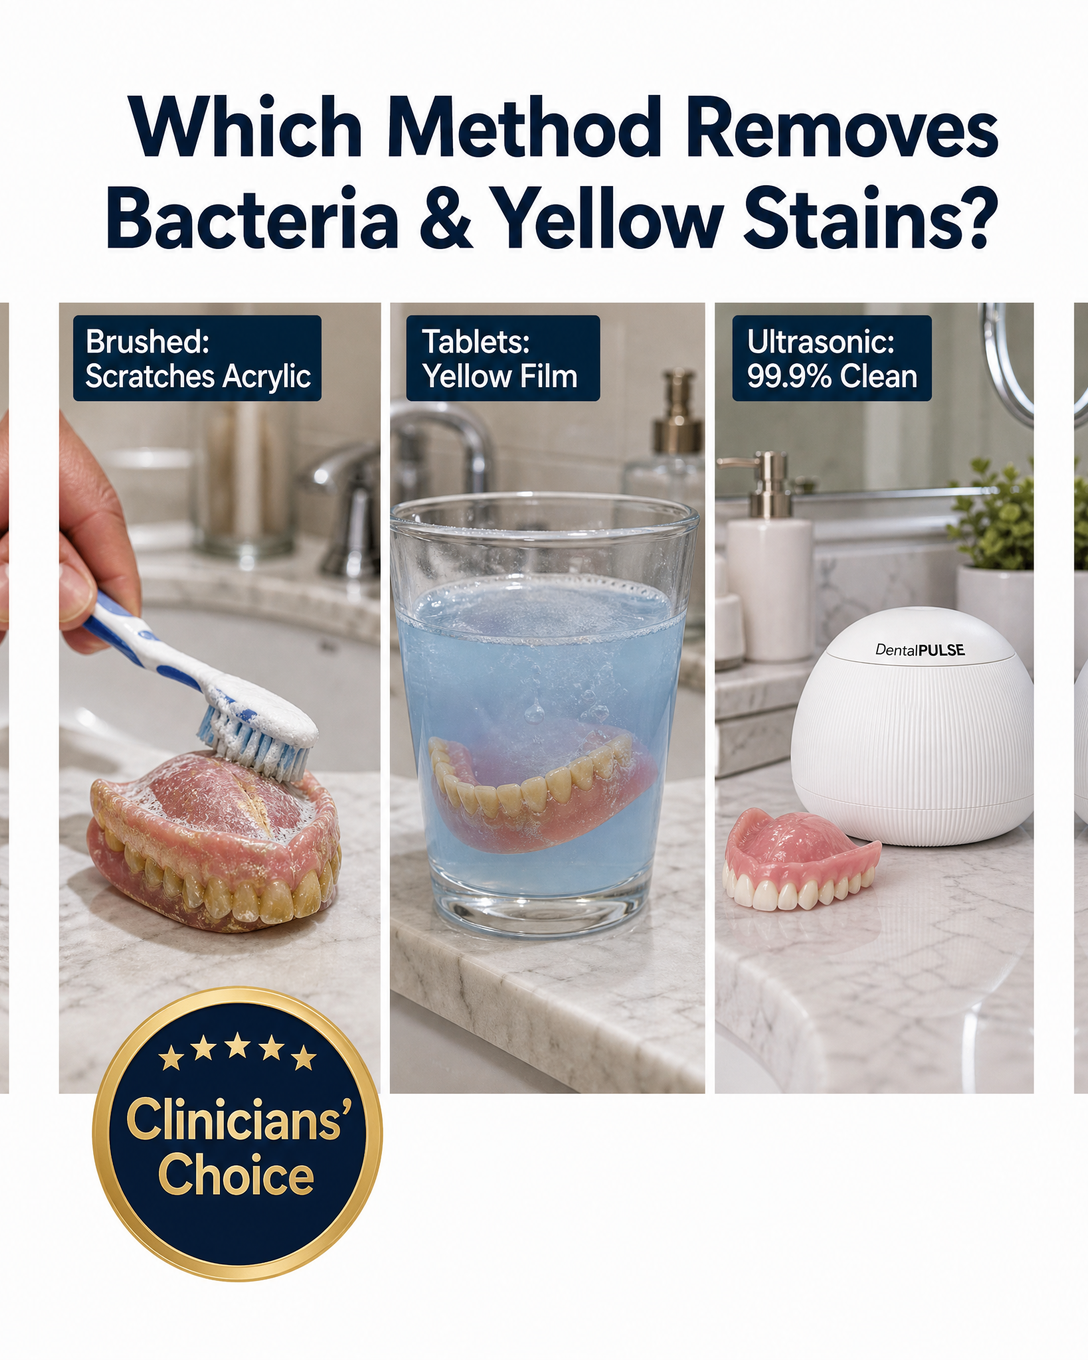 Which Method Removes
Bacteria & Yellow Stains?
Brushed:
Scratches Acrylic
Tablets:
Yellow Film
Ultrasonic:
99.9% Clean
DentalPULSE
Clinicians’
Choice